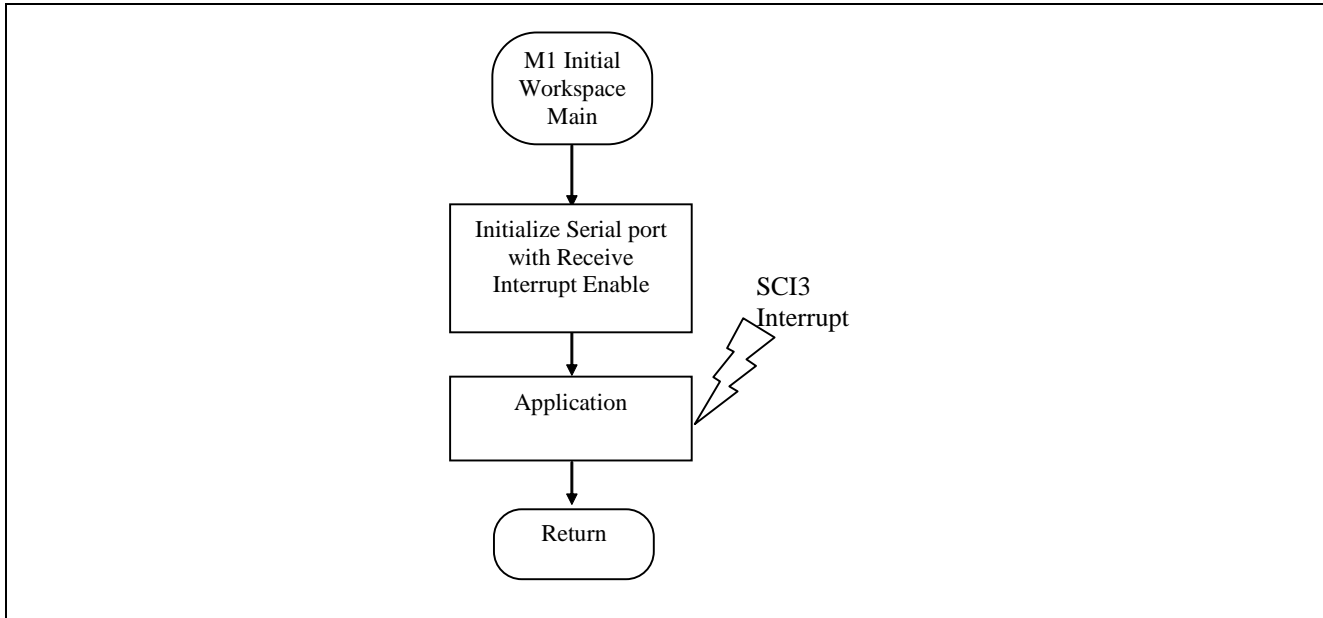 M1 Initial
Workspace
Main
Initialize Serial port
with Receive
Interrupt Enable
SCI3
Interrupt
Application
Return